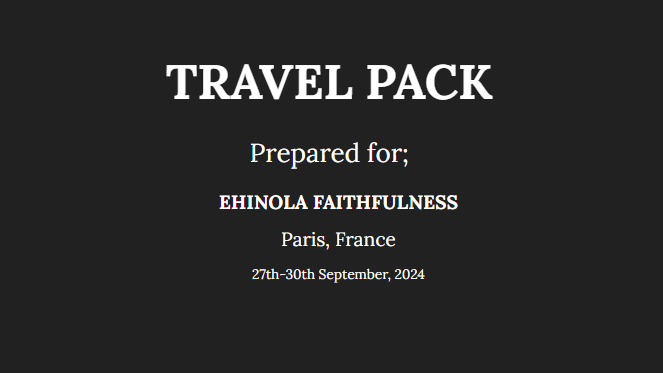 TRAVEL PACK
Prepared for;
EHINOLA FAITHFULNESS
Paris, France
27th-30th September, 2024